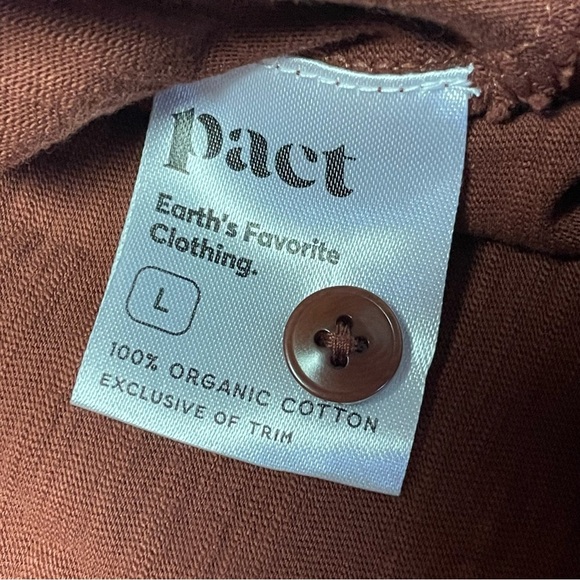 pact
Earth's Favorite
Clothing.
L
100% ORGANIC COTTON
EXCLUSIVE OF TRIM